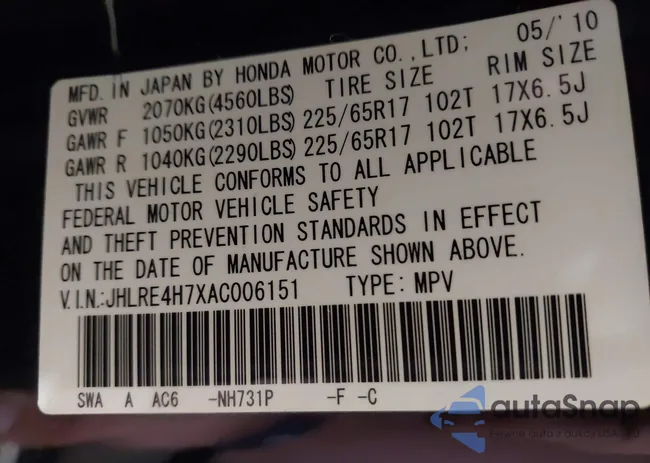 MFD. IN JAPAN BY HONDA MOTOR CO.,LTD; 05/'10
GVWR 2070KG(4560LBS) TIRE SIZE RIM SIZE
GAWR F 1050KG(2310LBS) 225/65R17 102T 17X6.5J
GAWR R 1040KG(2290LBS) 225/65R17 102T 17X6.5J
THIS VEHICLE CONFORMS TO ALL APPLICABLE
FEDERAL MOTOR VEHICLE SAFETY
AND THEFT PREVENTION STANDARDS IN EFFECT
ON THE DATE OF MANUFACTURE SHOWN ABOVE.
V.I.N.:JHLRE4H7XAC006151 TYPE: MPV
SWA A AC6 -NH731P -F -C
autaSnap